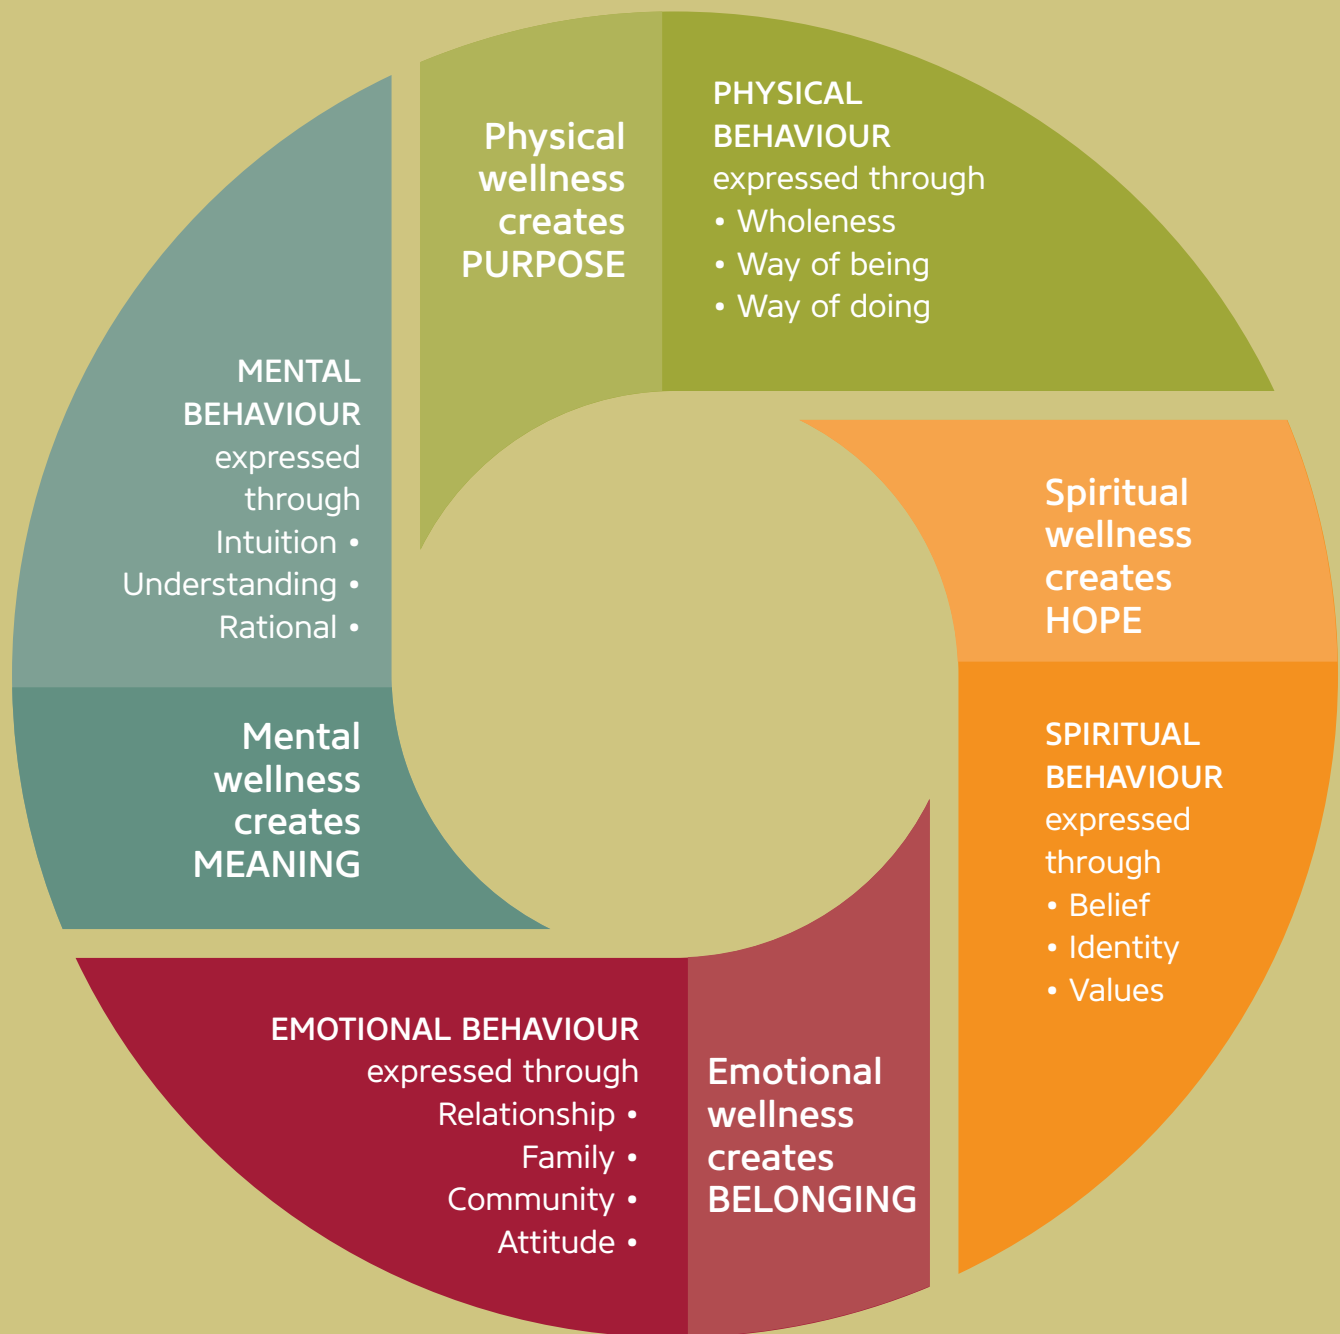 Physical
wellness
creates
PURPOSE
PHYSICAL
BEHAVIOUR
expressed through
• Wholeness
• Way of being
• Way of doing
Spiritual
wellness
creates
HOPE
SPIRITUAL
BEHAVIOUR
expressed
through
• Belief
• Identity
• Values
Emotional
wellness
creates
BELONGING
EMOTIONAL BEHAVIOUR
expressed through
Relationship •
Family •
Community •
Attitude •
Mental
wellness
creates
MEANING
MENTAL
BEHAVIOUR
expressed
through
Intuition •
Understanding •
Rational •